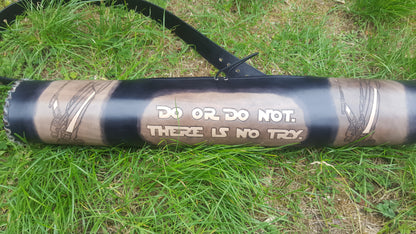 DO OR DO NOT.
THERE IS NO TRY.